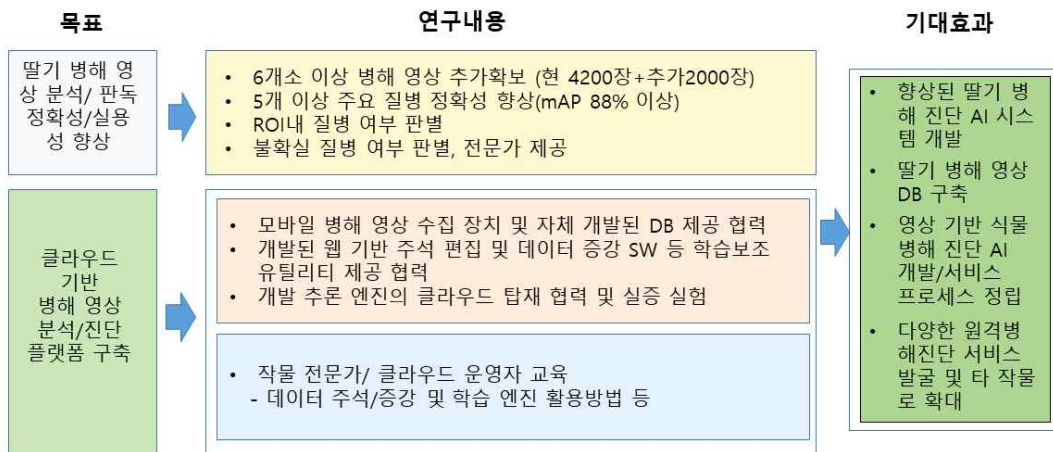 목표
연구내용
기대효과
딸기 병해 영
상 분석/ 판독
정확성/실용
성 향상
• 6개소 이상 병해 영상 추가확보 (현 4200장+추가2000장)
• 5개 이상 주요 질병 정확성 향상(mAP 88% 이상)
• ROI내 질병 여부 판별
• 불확실 질병 여부 판별, 전문가 제공
클라우드
기반
병해 영상
분석/진단
플랫폼 구축
• 모바일 병해 영상 수집 장치 및 자체 개발된 DB 제공 협력
• 개발된 웹 기반 주석 편집 및 데이터 증강 SW 등 학습보조
유틸리티 제공 협력
• 개발 추론 엔진의 클라우드 탑재 협력 및 실증 실험
• 작물 전문가/ 클라우드 운영자 교육
- 데이터 주석/증강 및 학습 엔진 활용방법 등
• 향상된 딸기 병
해 진단 AI 시스
템 개발
• 딸기 병해 영상
DB 구축
• 영상 기반 식물
병해 진단 AI
개발/서비스
프로세스 정립
• 다양한 원격병
해진단 서비스
발굴 및 타 작물
로 확대